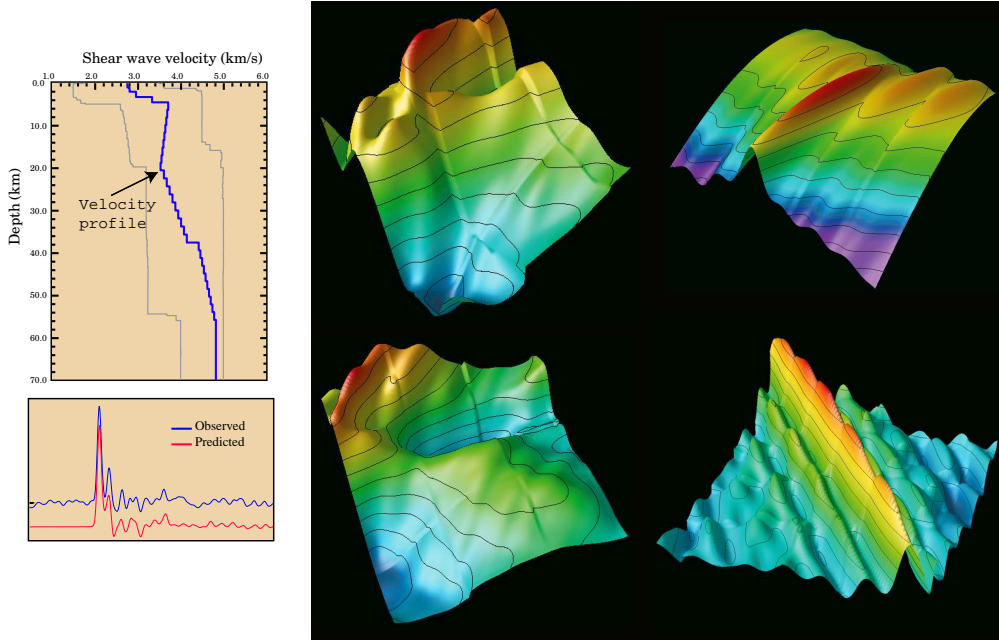 Shear wave velocity (km/s)
1.0 2.0 3.0 4.0 5.0 6.0
0.0
10.0
20.0
30.0
40.0
50.0
60.0
70.0
Depth (km)
Velocity
profile
Observed
Predicted